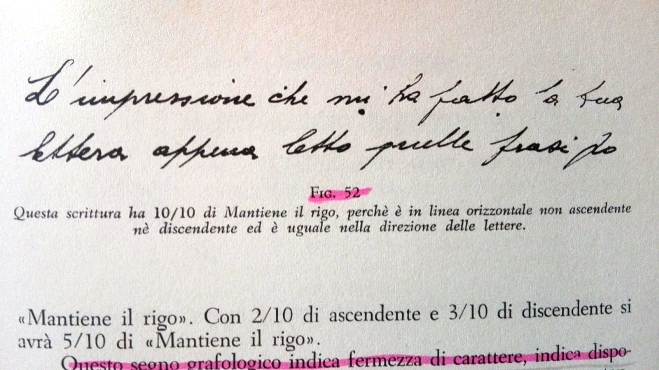 L'impressione che mi ha fatto la tua
lettera appena letto quelle frasi
FIG. 52
Questa scrittura ha 10/10 di Mantiene il rigo, perchè è in linea orizzontale non ascendente
nè discendente ed è uguale nella direzione delle lettere.
«Mantiene il rigo». Con 2/10 di ascendente e 3/10 di discendente si
avrà 5/10 di «Mantiene il rigo».
Questo segno grafologico indica fermezza di carattere, indica dispo-